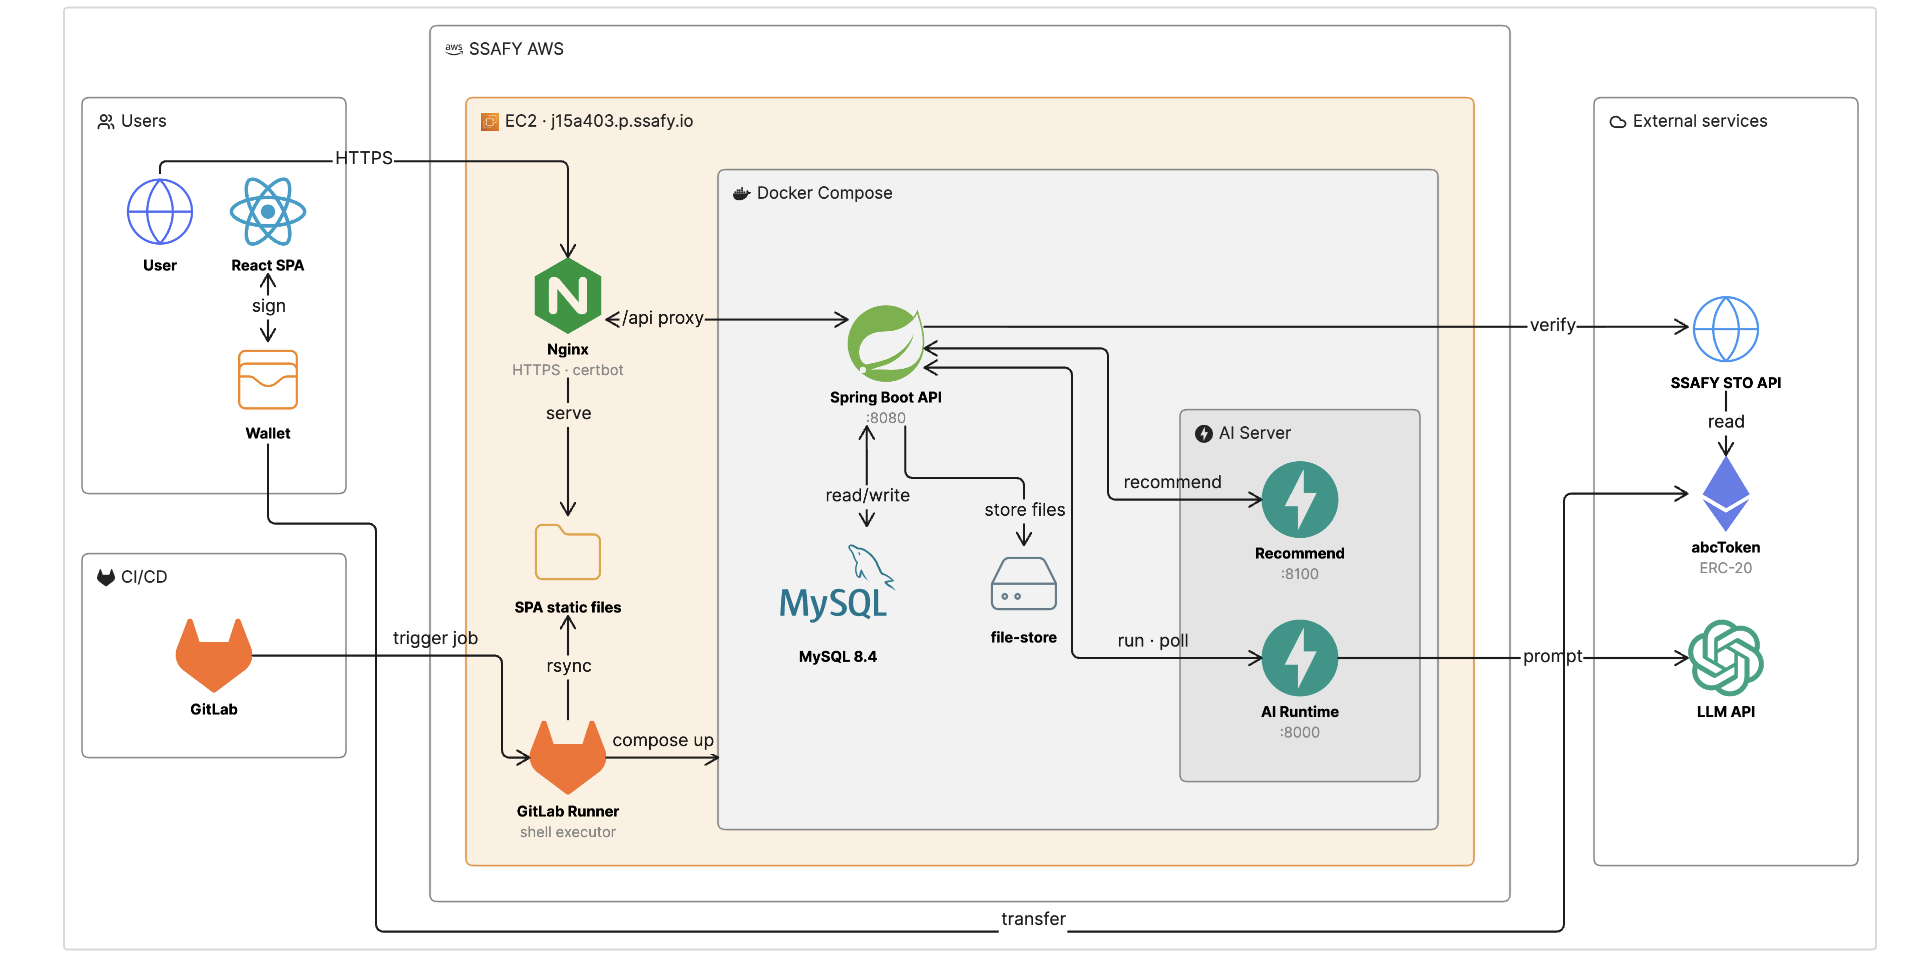 aws SSAFY AWS
Users
EC2 · j15a403.p.ssafy.io
External services
HTTPS
Docker Compose
User
React SPA
sign
/api proxy
verify
Nginx
HTTPS · certbot
SSAFY STO API
Spring Boot API
:8080
serve
read
Wallet
AI Server
recommend
read/write
store files
abcToken
ERC-20
Recommend
:8100
CI/CD
SPA static files
MySQL
file-store
trigger job
run · poll
prompt
MySQL 8.4
rsync
GitLab
AI Runtime
:8000
LLM API
compose up
GitLab Runner
shell executor
transfer